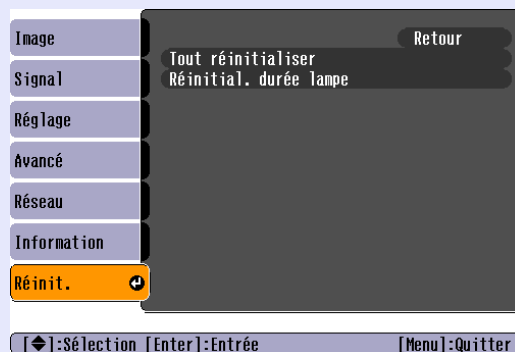 Image
Signal
Réglage
Avancé
Réseau
Information
Réinit.
Retour
Tout réinitialiser
Réinitial. durée lampe
[◆]:Sélection [Enter]:Entrée
[Menu]:Quitter